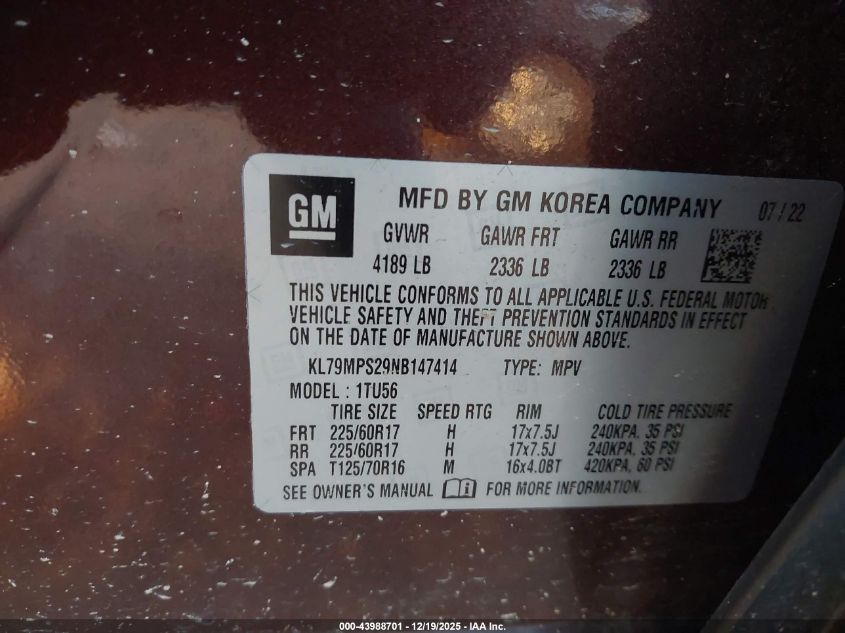 GM
MFD BY GM KOREA COMPANY 07 / 22
GVWR GAWR FRT GAWR RR
4189 LB 2336 LB 2336 LB
THIS VEHICLE CONFORMS TO ALL APPLICABLE U.S. FEDERAL MOTOR
VEHICLE SAFETY AND THEFT PREVENTION STANDARDS IN EFFECT
ON THE DATE OF MANUFACTURE SHOWN ABOVE.
KL79MPS29NB147414 TYPE: MPV
MODEL : 1TU56
TIRE SIZE SPEED RTG RIM COLD TIRE PRESSURE
FRT 225/60R17 H 17x7.5J 240KPA, 35 PSI
RR 225/60R17 H 17x7.5J 240KPA, 35 PSI
SPA T125/70R16 M 16x4.0BT 420KPA, 60 PSI
SEE OWNER'S MANUAL FOR MORE INFORMATION.
000-43988701 - 12/19/2025 - IAA Inc.